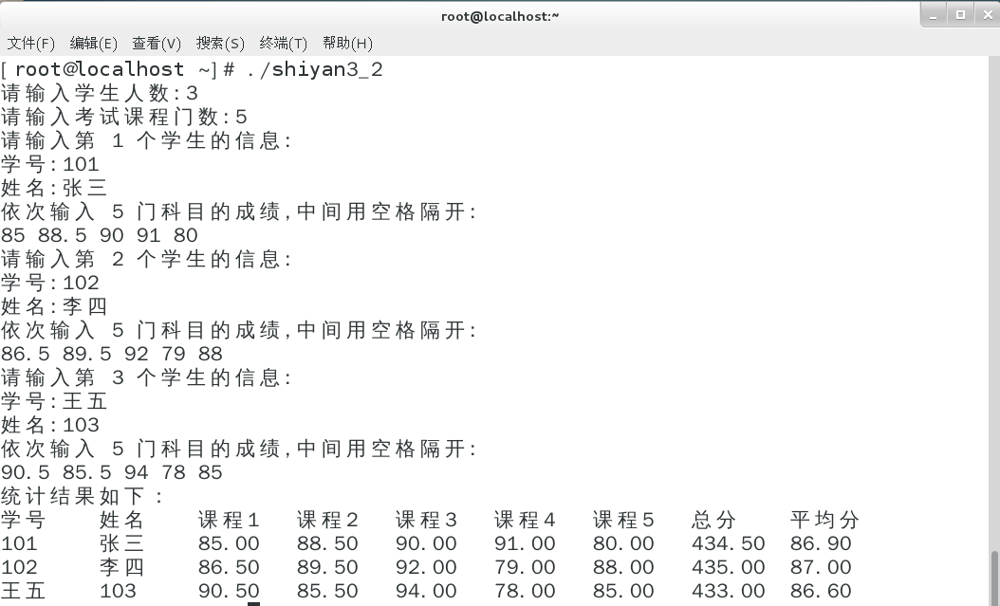 root@localhost:~
文件(F) 编辑(E) 查看(V) 搜索(S) 终端(T) 帮助(H)
[root@localhost ~]# ./shiyan3_2
请输入学生人数:3
请输入考试课程门数:5
请输入第 1 个学生的信息:
学号:101
姓名:张三
依次输入 5 门科目的成绩,中间用空格隔开:
85 88.5 90 91 80
请输入第 2 个学生的信息:
学号:102
姓名:李四
依次输入 5 门科目的成绩,中间用空格隔开:
86.5 89.5 92 79 88
请输入第 3 个学生的信息:
学号:王五
姓名:103
依次输入 5 门科目的成绩,中间用空格隔开:
90.5 85.5 94 78 85
统计结果如下:
学号 姓名 课程1 课程2 课程3 课程4 课程5 总分 平均分
101 张三 85.00 88.50 90.00 91.00 80.00 434.50 86.90
102 李四 86.50 89.50 92.00 79.00 88.00 435.00 87.00
王五 103 90.50 85.50 94.00 78.00 85.00 433.00 86.60